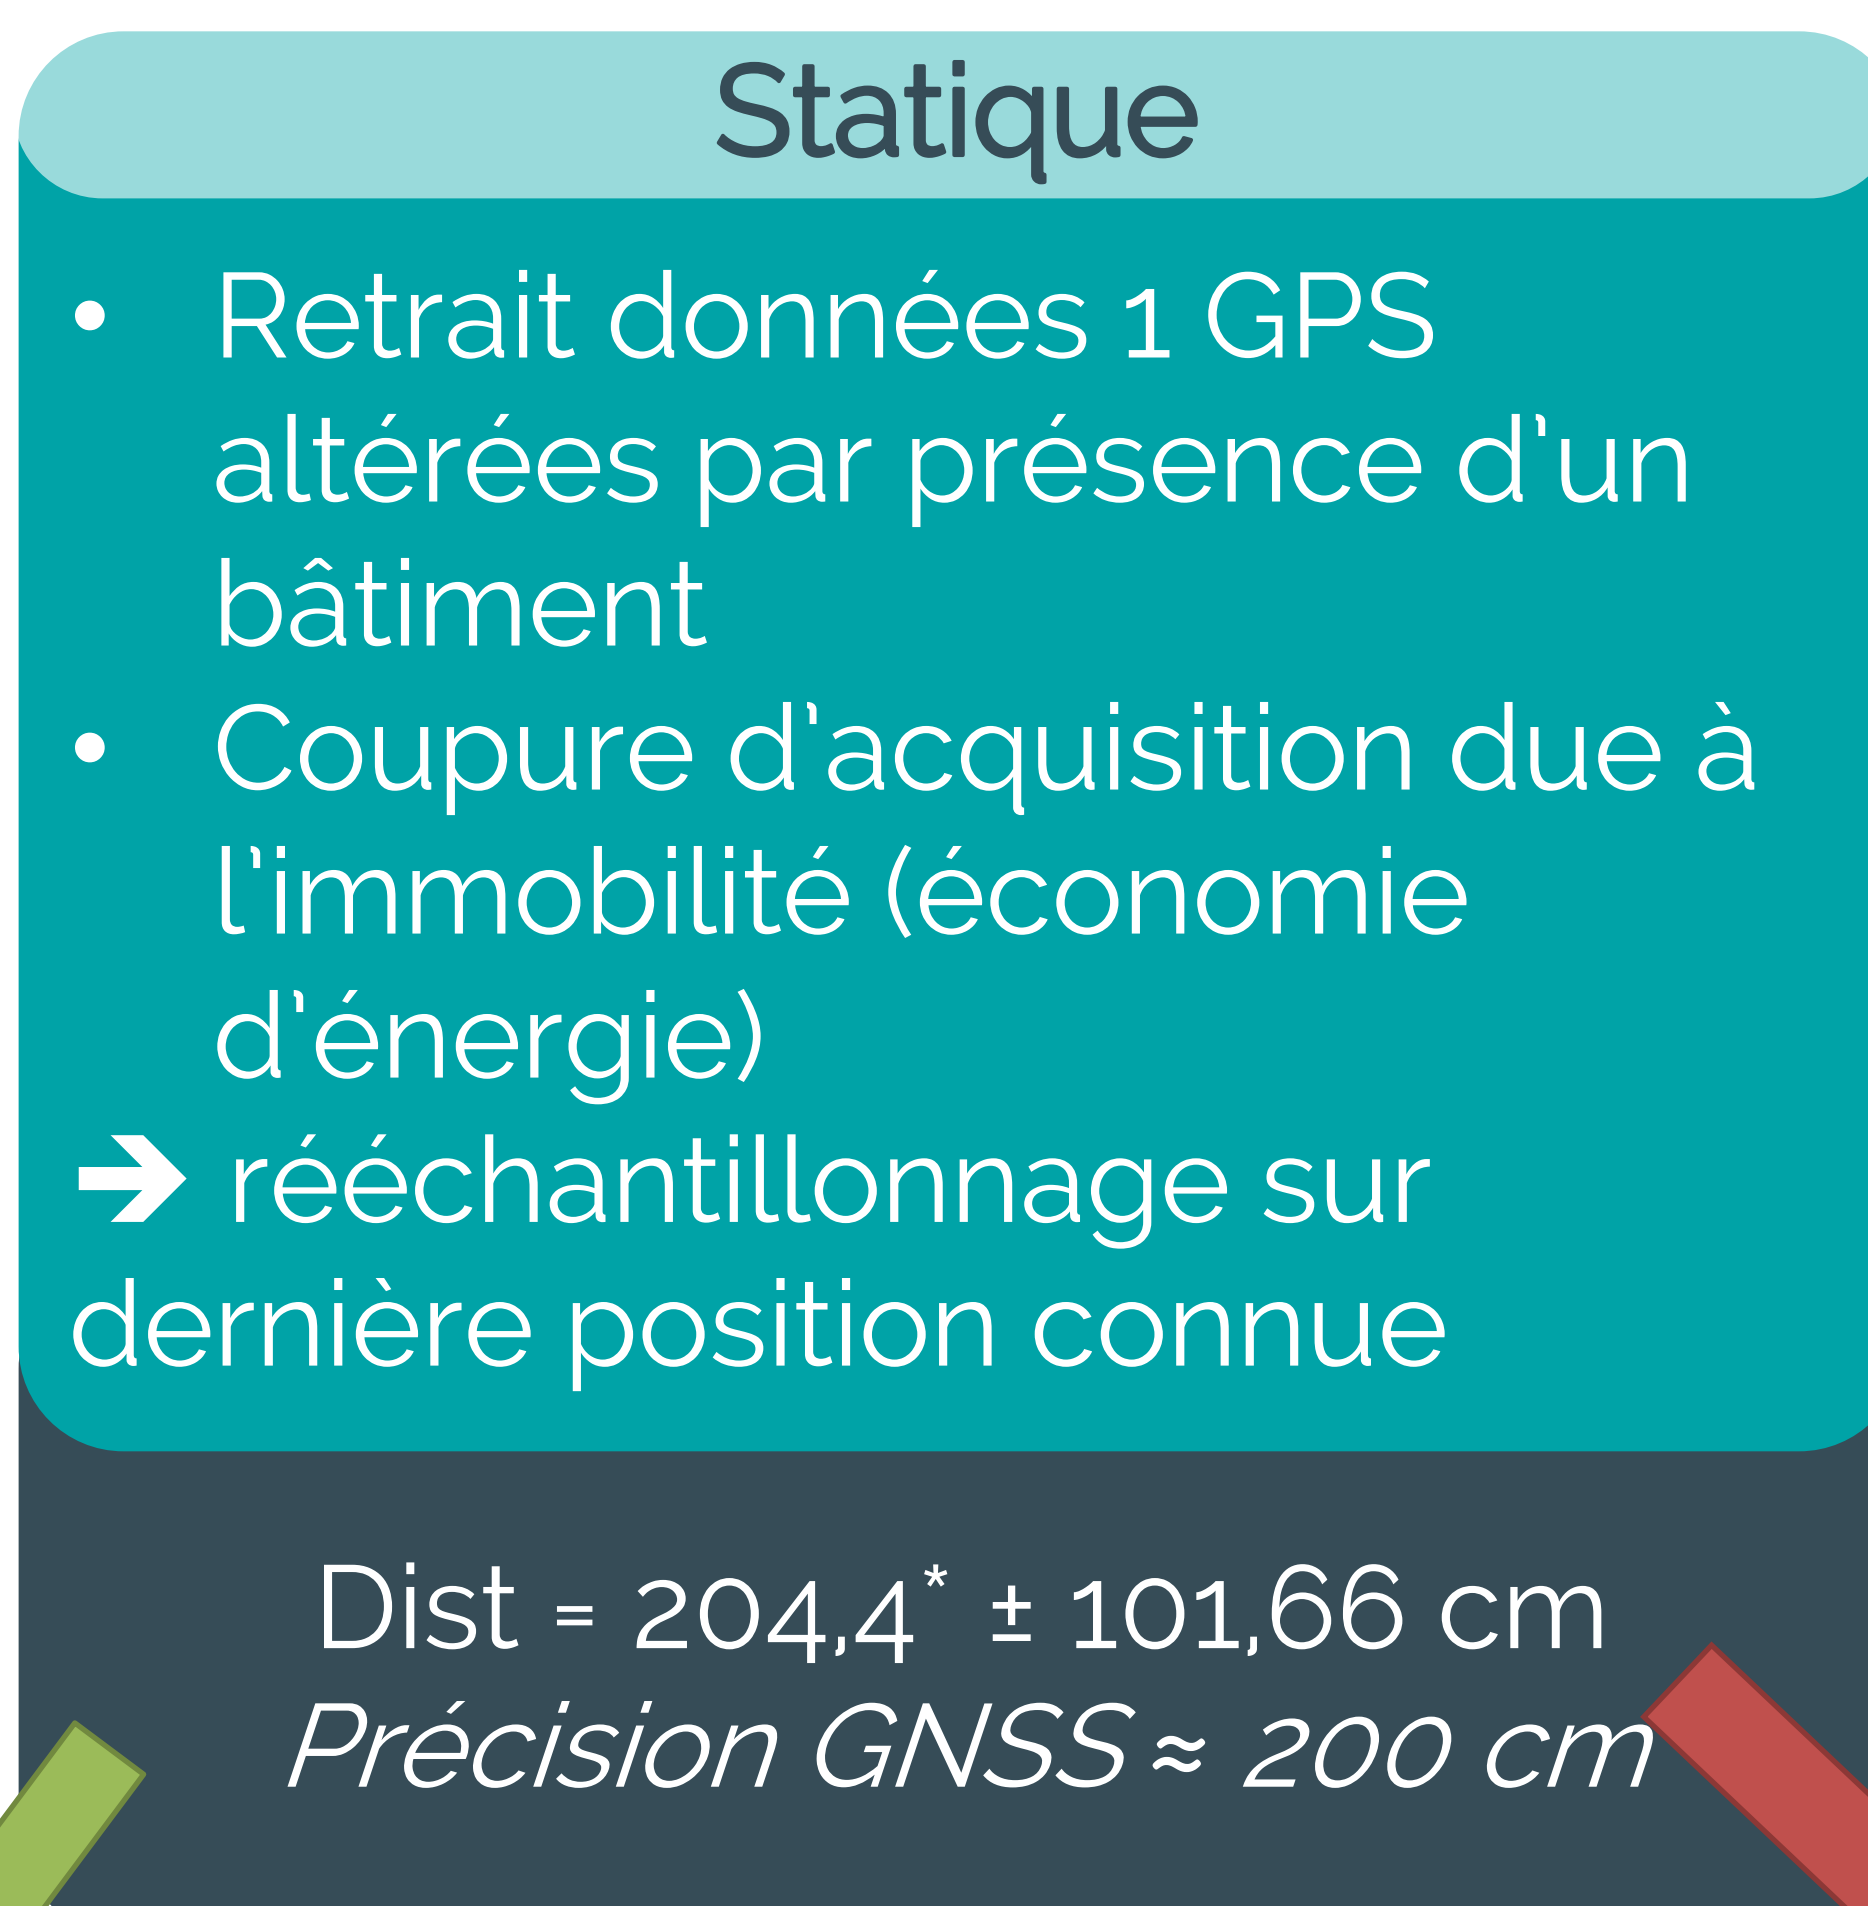 Statique
• Retrait données 1 GPS
altérées par présence d'un
bâtiment
• Coupure d'acquisition due à
l'immobilité (économie
d'énergie)
➔ rééchantillonnage sur
dernière position connue
Dist = 204,4* ± 101,66 cm
Précision GNSS ≈ 200 cm